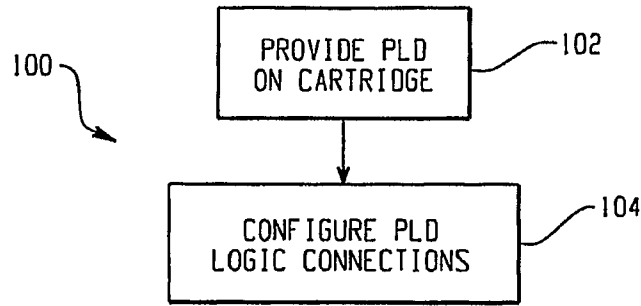 PROVIDE PLD
ON CARTRIDGE
102
100
CONFIGURE PLD
LOGIC CONNECTIONS
104